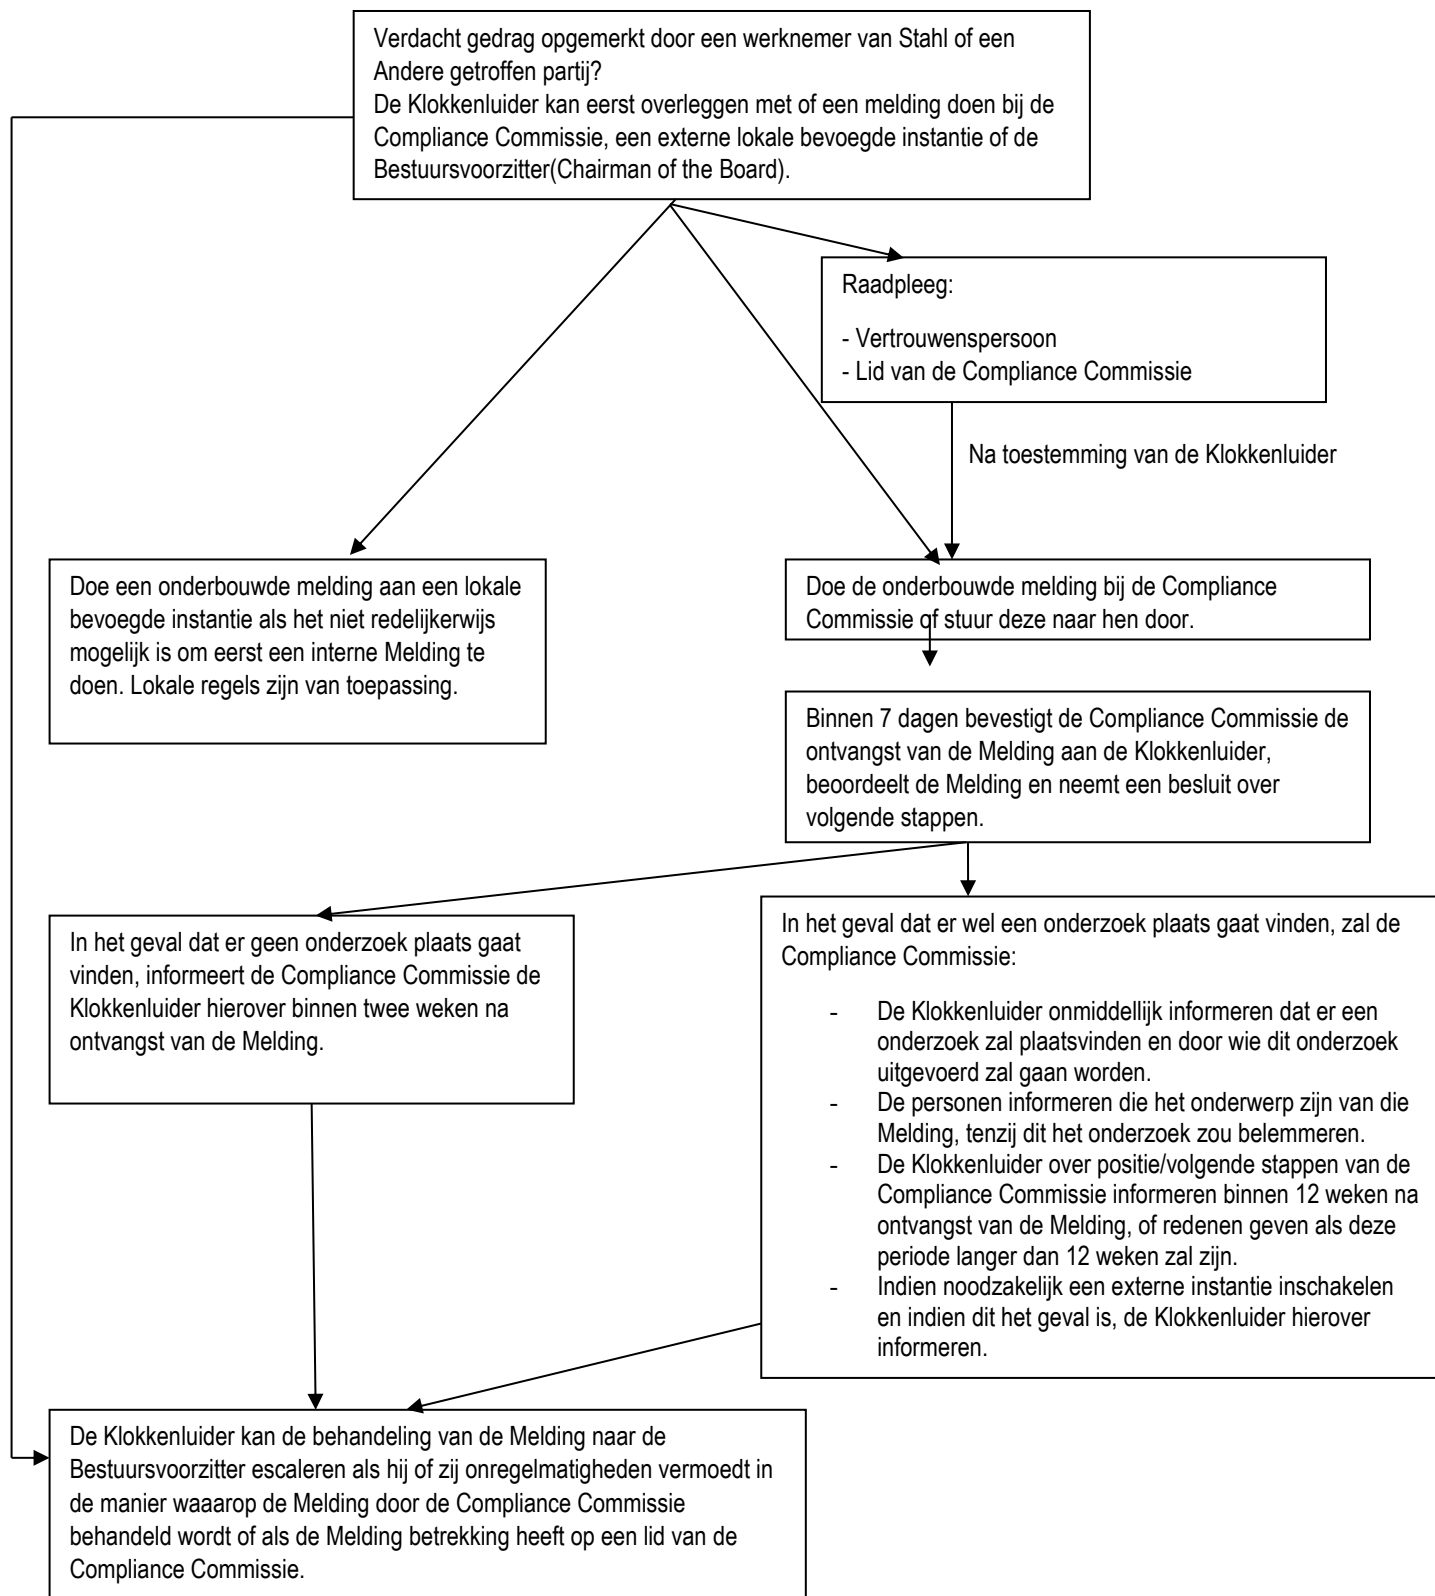 Verdacht gedrag opgemerkt door een werknemer van Stahl of een
Andere getroffen partij?
De Klokkenluider kan eerst overleggen met of een melding doen bij de
Compliance Commissie, een externe lokale bevoegde instantie of de
Bestuursvoorzitter(Chairman of the Board).
Raadpleeg:
- Vertrouwenspersoon
- Lid van de Compliance Commissie
Na toestemming van de Klokkenluider
Doe een onderbouwde melding aan een lokale
bevoegde instantie als het niet redelijkerwijs
mogelijk is om eerst een interne Melding te
doen. Lokale regels zijn van toepassing.
Doe de onderbouwde melding bij de Compliance
Commissie of stuur deze naar hen door.
Binnen 7 dagen bevestigt de Compliance Commissie de
ontvangst van de Melding aan de Klokkenluider,
beoordeelt de Melding en neemt een besluit over
volgende stappen.
In het geval dat er geen onderzoek plaats gaat
vinden, informeert de Compliance Commissie de
Klokkenluider hierover binnen twee weken na
ontvangst van de Melding.
In het geval dat er wel een onderzoek plaats gaat vinden, zal de
Compliance Commissie:
- De Klokkenluider onmiddellijk informeren dat er een
onderzoek zal plaatsvinden en door wie dit onderzoek
uitgevoerd zal gaan worden.
- De personen informeren die het onderwerp zijn van die
Melding, tenzij dit het onderzoek zou belemmeren.
- De Klokkenluider over positie/volgende stappen van de
Compliance Commissie informeren binnen 12 weken na
ontvangst van de Melding, of redenen geven als deze
periode langer dan 12 weken zal zijn.
- Indien noodzakelijk een externe instantie inschakelen
en indien dit het geval is, de Klokkenluider hierover
informeren.
De Klokkenluider kan de behandeling van de Melding naar de
Bestuursvoorzitter escaleren als hij of zij onregelmatigheden vermoedt in
de manier waaarop de Melding door de Compliance Commissie
behandeld wordt of als de Melding betrekking heeft op een lid van de
Compliance Commissie.